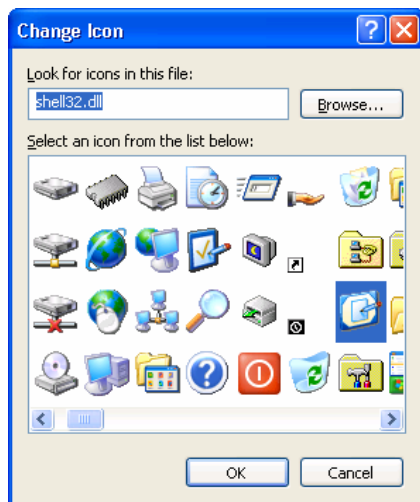 Change Icon
Look for icons in this file:
shell32.dll
Browse...
Select an icon from the list below:
OK
Cancel